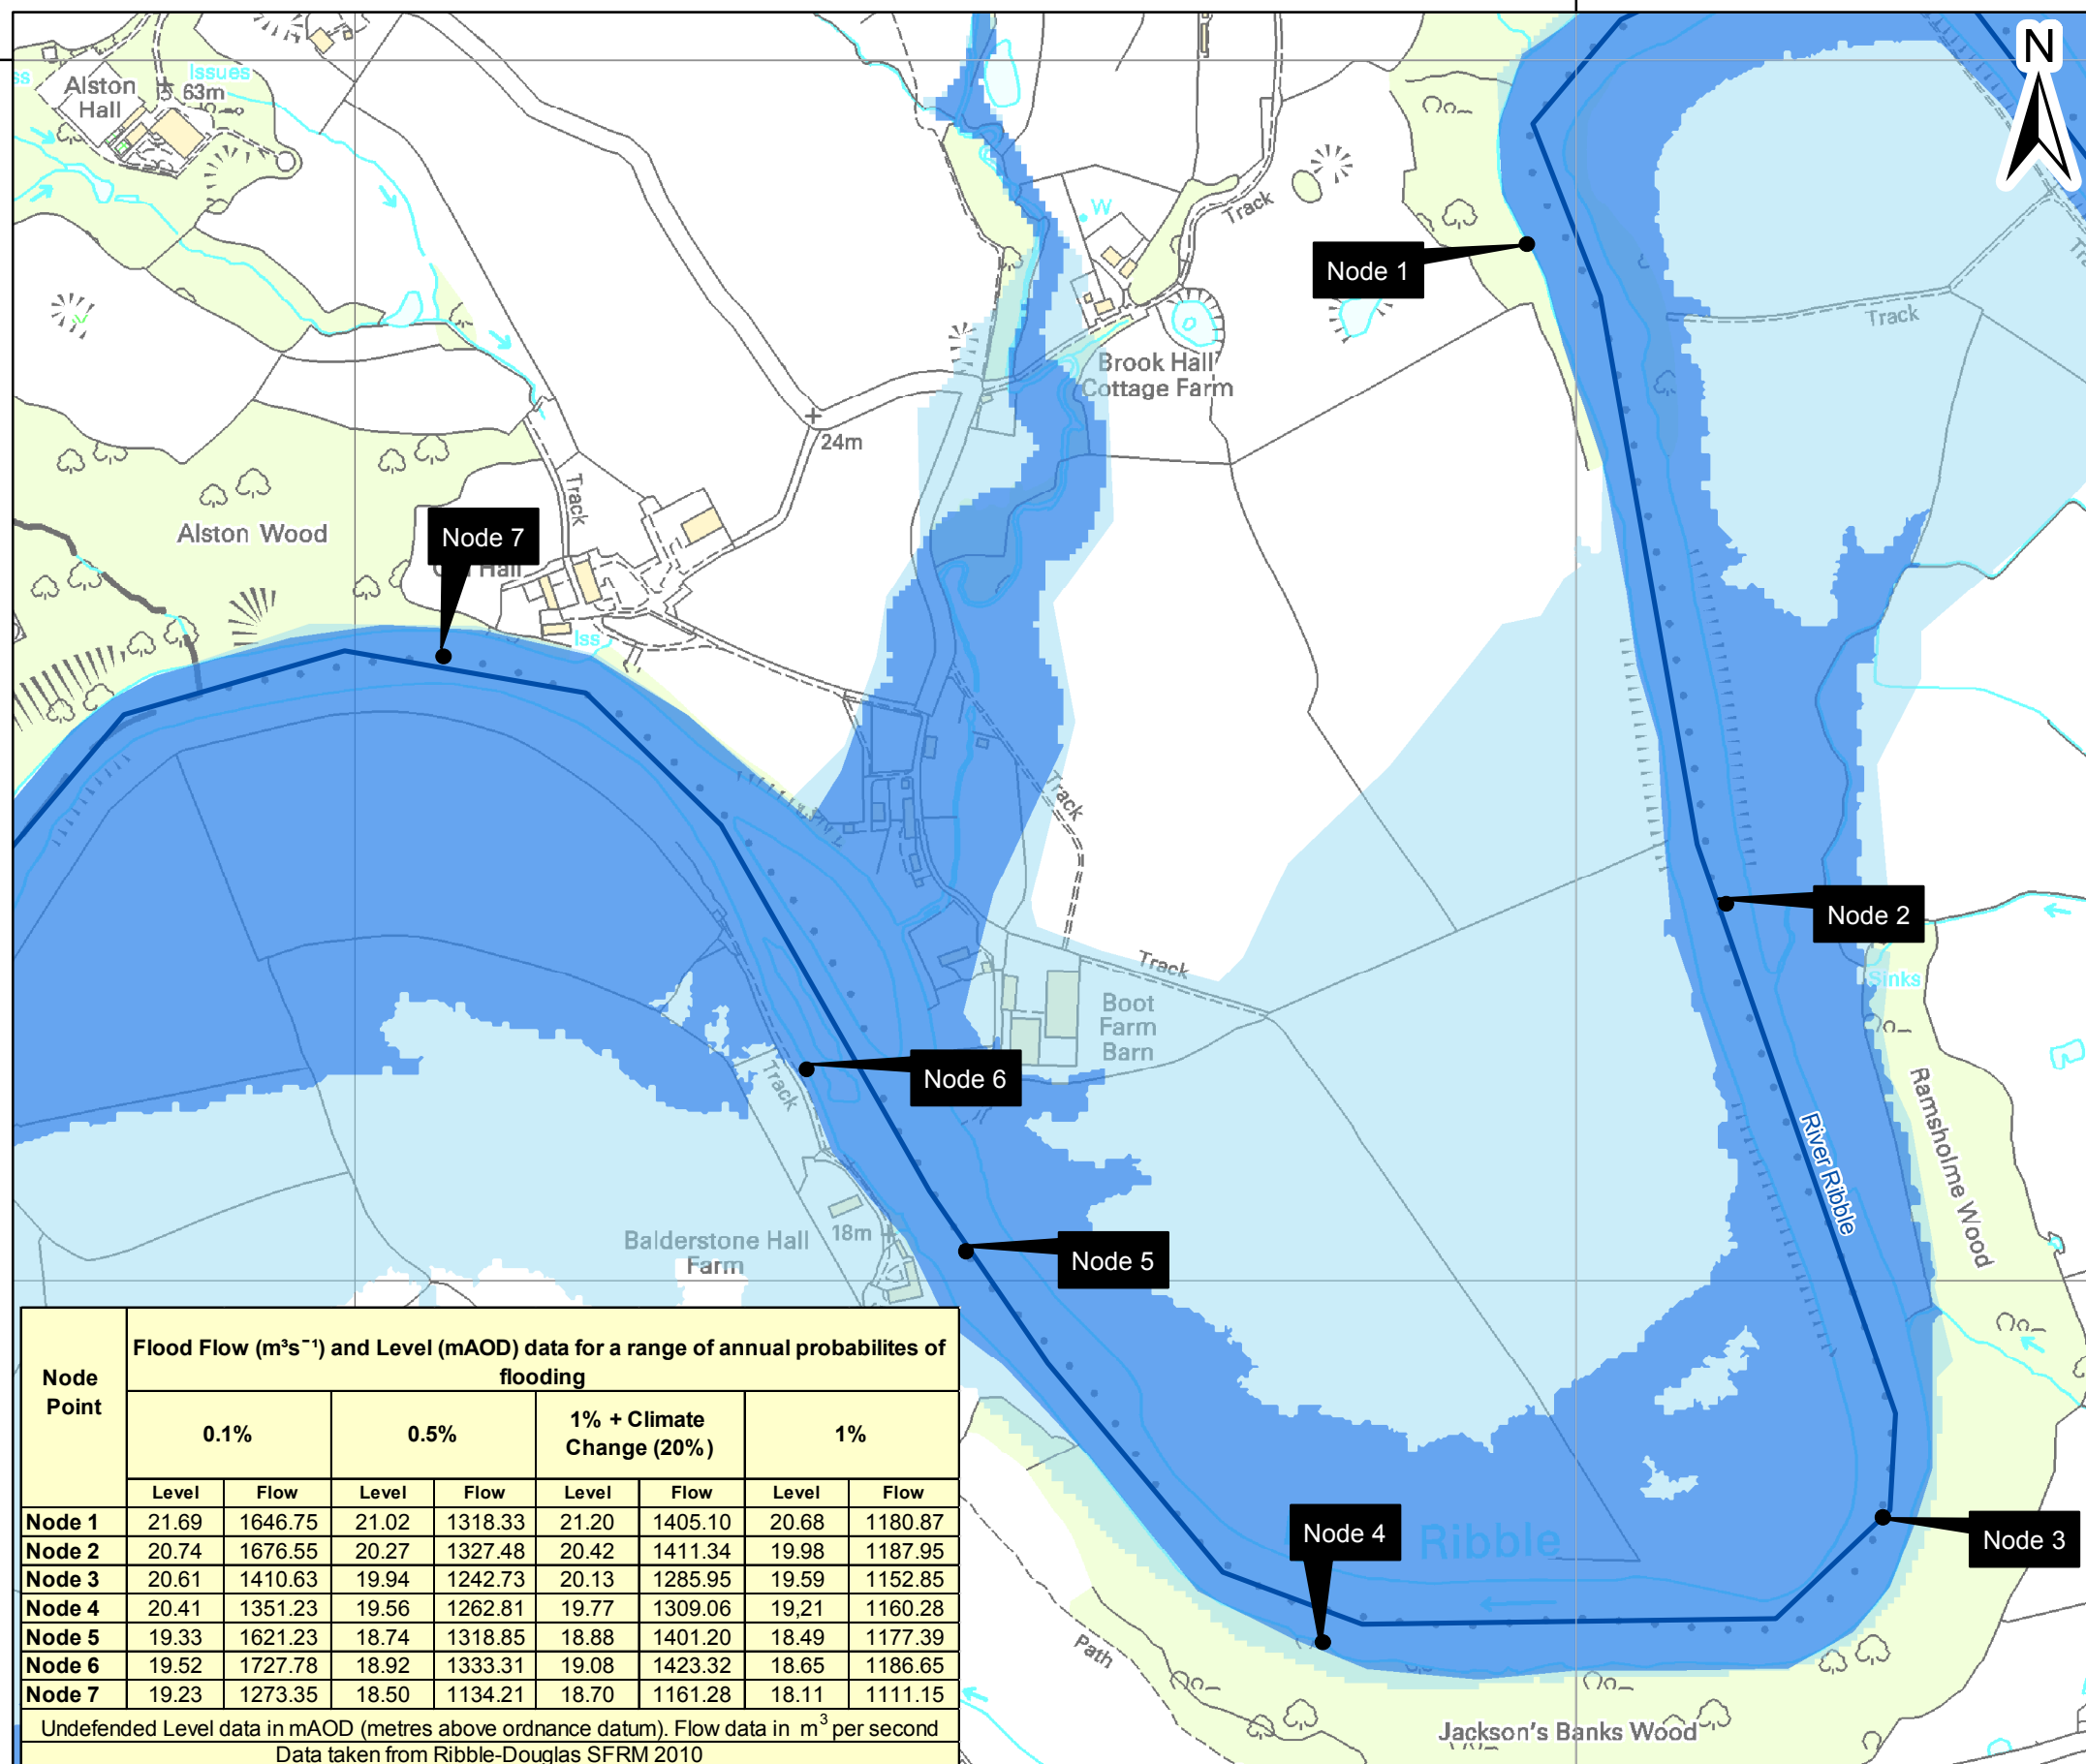 N
ss
Issues
Alston
Hall
63m
W
Track
Node 1
Track
Tra
Brook Hall
Cottage Farm
24m
Track
Alston Wood
Node 7
Hall
Iss
Track
Node 2
Sinks
Track
Boot
Farm
Barn
Node 6
Track
Ramsholme Wood
River Ribble
Balderstone Hall
Farm
18m
Node 5
Node 4
Ribble
Node 3
Path
Jackson's Banks Wood
Node Point
Flood Flow (m³s⁻¹) and Level (mAOD) data for a range of annual probabilites of
flooding
0.1% 0.5% 1% + Climate Change (20%) 1%
Level Flow Level Flow Level Flow Level Flow
Node 1 21.69 1646.75 21.02 1318.33 21.20 1405.10 20.68 1180.87
Node 2 20.74 1676.55 20.27 1327.48 20.42 1411.34 19.98 1187.95
Node 3 20.61 1410.63 19.94 1242.73 20.13 1285.95 19.59 1152.85
Node 4 20.41 1351.23 19.56 1262.81 19.77 1309.06 19,21 1160.28
Node 5 19.33 1621.23 18.74 1318.85 18.88 1401.20 18.49 1177.39
Node 6 19.52 1727.78 18.92 1333.31 19.08 1423.32 18.65 1186.65
Node 7 19.23 1273.35 18.50 1134.21 18.70 1161.28 18.11 1111.15
Undefended Level data in mAOD (metres above ordnance datum). Flow data in m³ per second
Data taken from Ribble-Douglas SFRM 2010